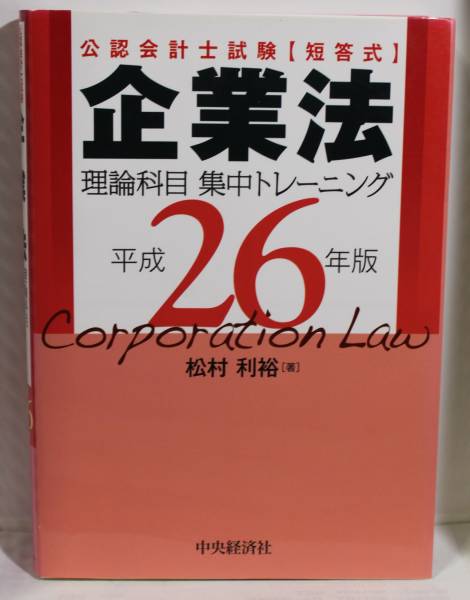 公認会計士試験【短答式】
企業法
理論科目 集中トレーニング
平成26年版
Corporation Law
松村 利裕[著]
中央経済社